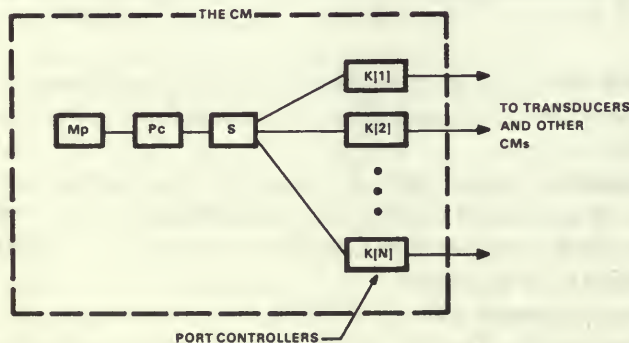 THE CM
K[1]
TO TRANSDUCERS
AND OTHER
CMs
Mp
Pc
S
K[2]
K[N]
PORT CONTROLLERS